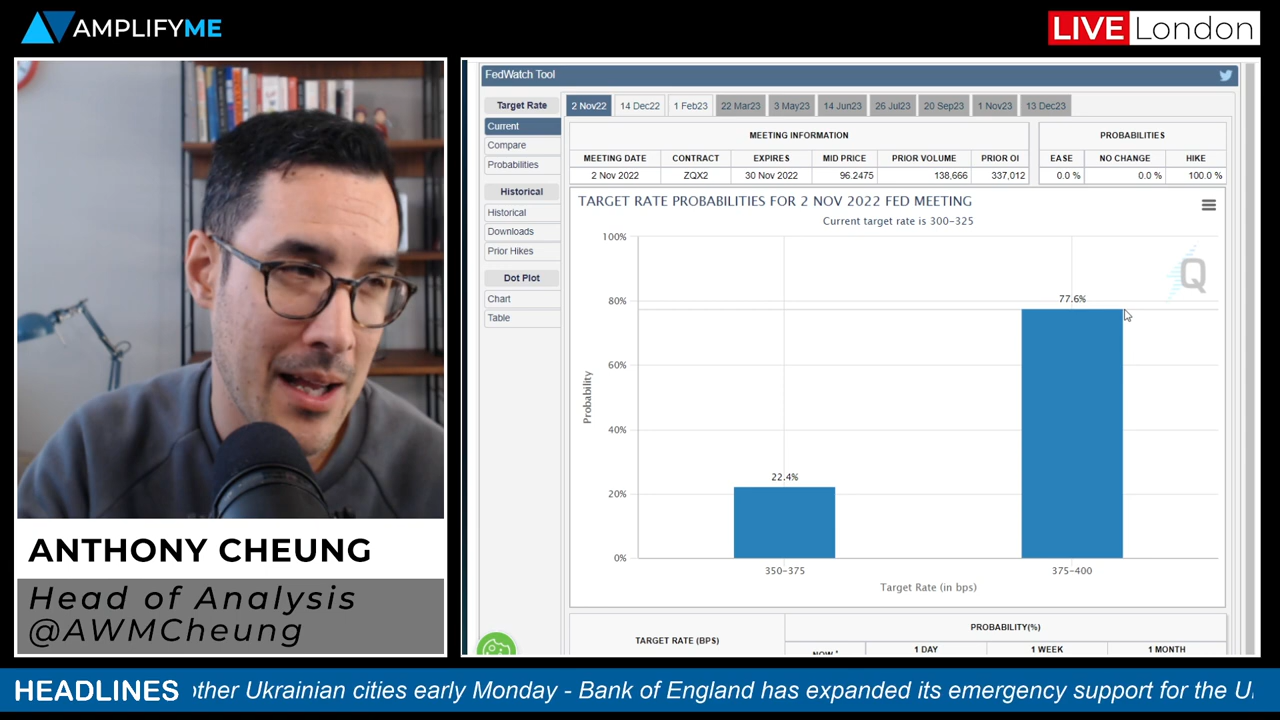 AMPLIFYME
LIVE London
FedWatch Tool
Target Rate
Current
Compare
Probabilities
Historical
Historical
Downloads
Prior Hikes
Dot Plot
Chart
Table
2 Nov22 14 Dec22 1 Feb23 22 Mar23 3 May23 14 Jun23 26 Jul23 20 Sep23 1 Nov23 13 Dec23
MEETING INFORMATION
MEETING DATE CONTRACT EXPIRES MID PRICE PRIOR VOLUME PRIOR OI
2 Nov 2022 ZQX2 30 Nov 2022 96.2475 138,666 337,012
PROBABILITIES
EASE NO CHANGE HIKE
0.0 % 0.0 % 100.0 %
TARGET RATE PROBABILITIES FOR 2 NOV 2022 FED MEETING
Current target rate is 300-325
Q
Probability
100%
80%
60%
40%
20%
0%
22.4%
77.6%
350-375
375-400
Target Rate (in bps)
TARGET RATE (BPS)
PROBABILITY(%)
NOW *
1 DAY
1 WEEK
1 MONTH
ANTHONY CHEUNG
Head of Analysis
@AWMCheung
HEADLINES other Ukrainian cities early Monday - Bank of England has expanded its emergency support for the U